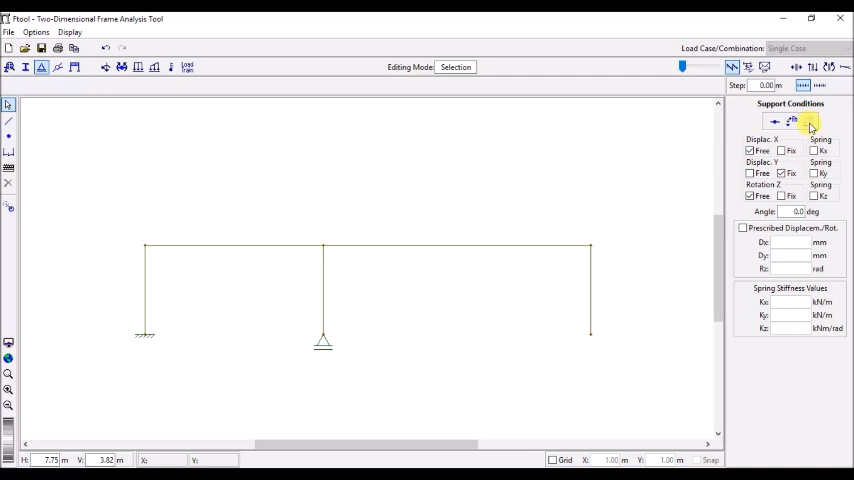 Ftool - Two-Dimensional Frame Analysis Tool
File Options Display
Load Case/Combination: Single Case
Load Train
Editing Mode: Selection
Step: 0.00 m
Support Conditions
Displac. X Spring
Free Fix Kx
Displac. Y Spring
Free Fix Ky
Rotation Z Spring
Free Fix Kz
Angle: 0.0 deg
Prescribed Displacem./Rot.
Dx: mm
Dy: mm
Rz: rad
Spring Stiffness Values
Kx: kN/m
Ky: kN/m
Kz: kNm/rad
H: 7.75 m V: 3.82 m X: Y: Grid X: 1.00 m Y: 1.00 m Snap